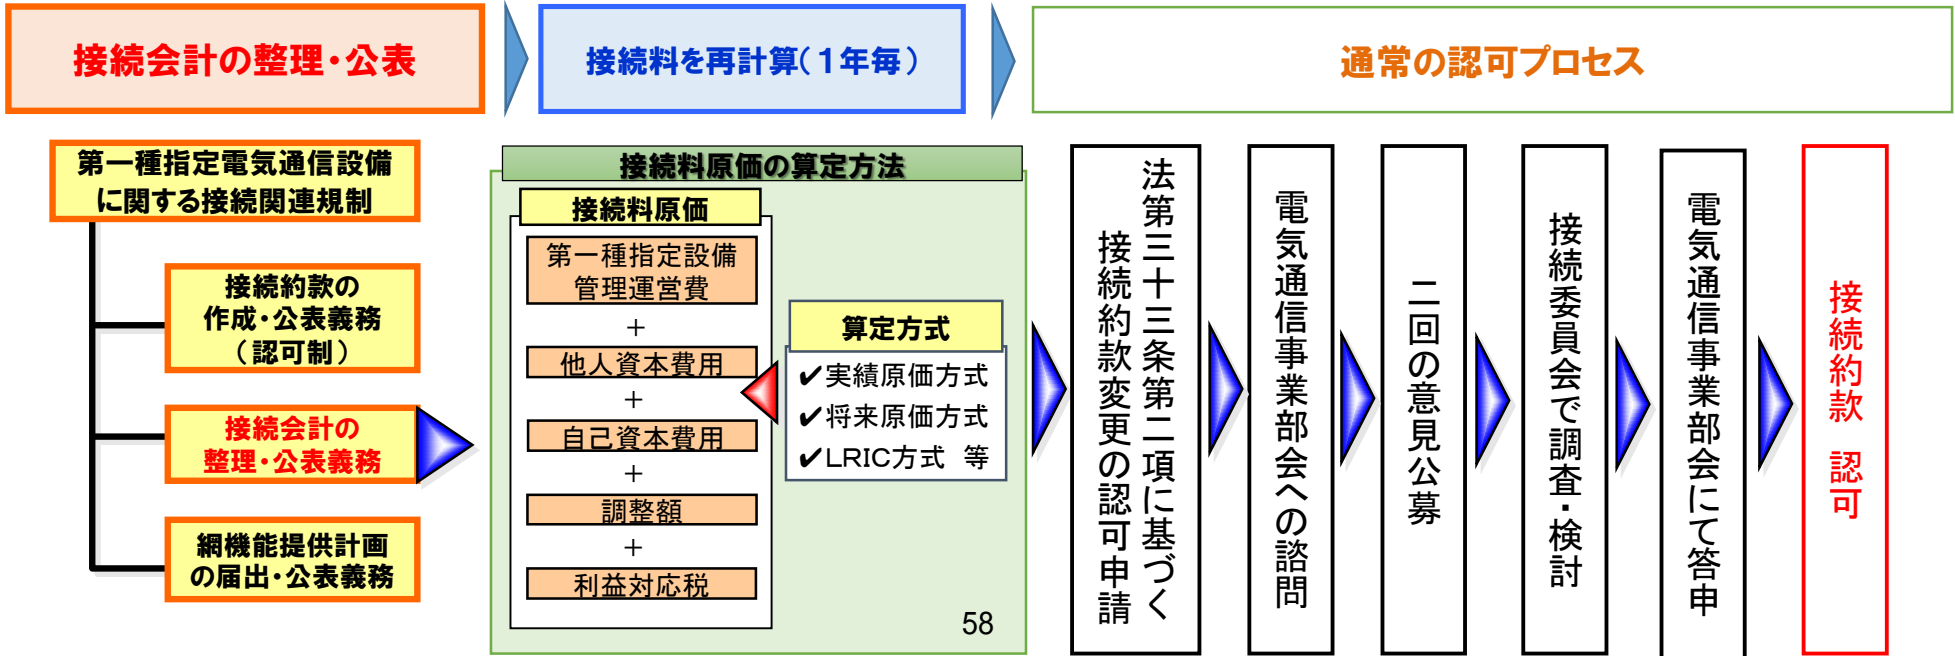 接続会計の整理・公表
接続料を再計算(1年毎)
通常の認可プロセス
第一種指定電気通信設備
に関する接続関連規制
接続約款の
作成・公表義務
(認可制)
接続会計の
整理・公表義務
網機能提供計画
の届出・公表義務
接続料原価の算定方法
接続料原価
第一種指定設備
管理運営費
+
他人資本費用
+
自己資本費用
+
調整額
+
利益対応税
算定方式
✔実績原価方式
✔将来原価方式
✔LRIC方式 等
58
法第三十三条第二項に基づく
接続約款変更の認可申請
電気通信事業部会への諮問
二回の意見公募
接続委員会で調査・検討
電気通信事業部会にて答申
接続約款 認可